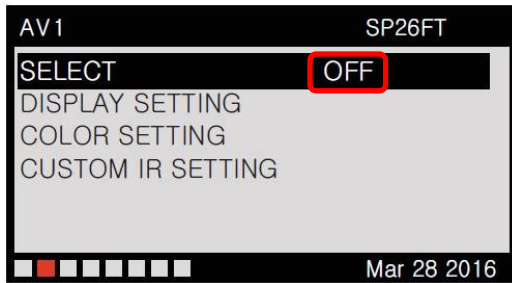 AV1 SP26FT
SELECT OFF
DISPLAY SETTING
COLOR SETTING
CUSTOM IR SETTING
Mar 28 2016